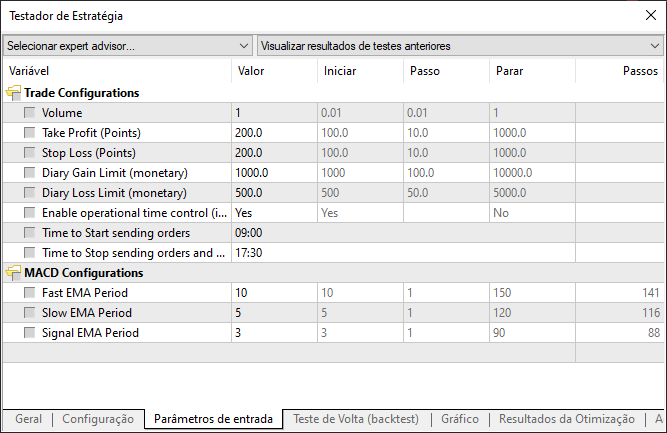 Testador de Estratégia
Selecionar expert advisor... Visualizar resultados de testes anteriores
Variável Valor Iniciar Passo Parar Passos
Trade Configurations
Volume 1 0.01 0.01 1
Take Profit (Points) 200.0 100.0 10.0 1000.0
Stop Loss (Points) 200.0 100.0 10.0 1000.0
Diary Gain Limit (monetary) 1000.0 1000 100.0 10000.0
Diary Loss Limit (monetary) 500.0 500 50.0 5000.0
Enable operational time control (i... Yes Yes No
Time to Start sending orders 09:00
Time to Stop sending orders and ... 17:30
MACD Configurations
Fast EMA Period 10 10 1 150 141
Slow EMA Period 5 5 1 120 116
Signal EMA Period 3 3 1 90 88
Geral Configuração Parâmetros de entrada Teste de Volta (backtest) Gráfico Resultados da Otimização A